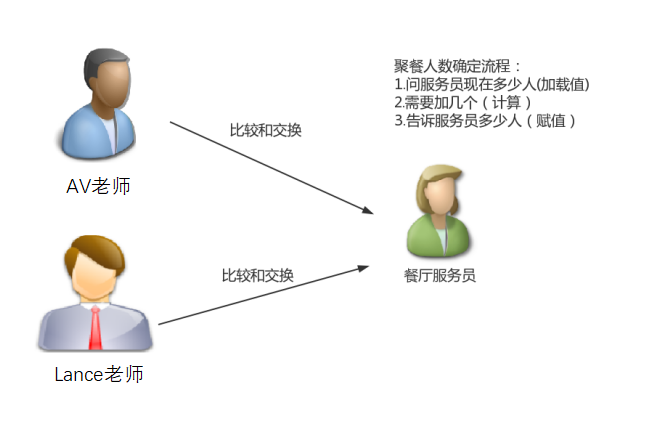 聚餐人数确定流程：
1.问服务员现在多少人(加载值)
2.需要加几个（计算）
3.告诉服务员多少人（赋值）
比较和交换
AV老师
比较和交换
餐厅服务员
Lance老师